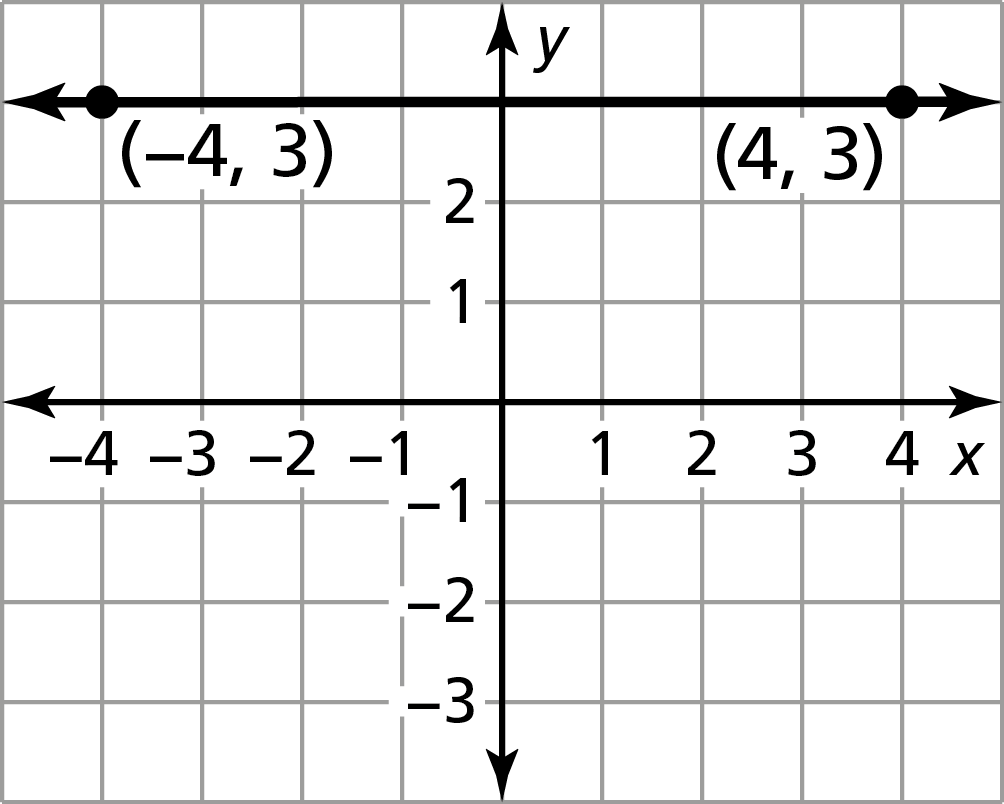 y
(–4, 3) (4, 3)
2
1
–4 –3 –2 –1 1 2 3 4 x
–1
–2
–3